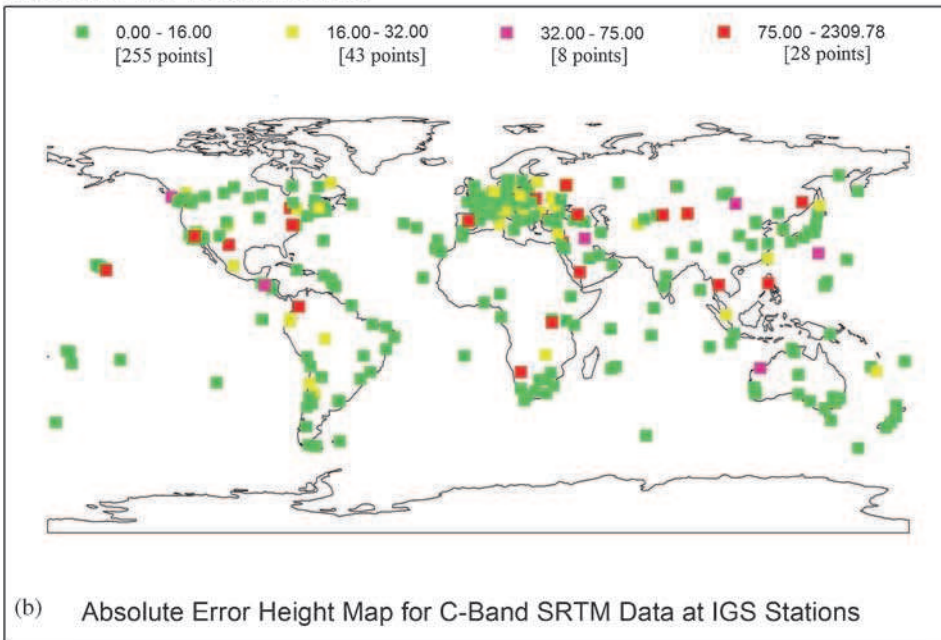 0.00 - 16.00 16.00 - 32.00 32.00 - 75.00 75.00 - 2309.78
[255 points] [43 points] [8 points] [28 points]
(b) Absolute Error Height Map for C-Band SRTM Data at IGS Stations